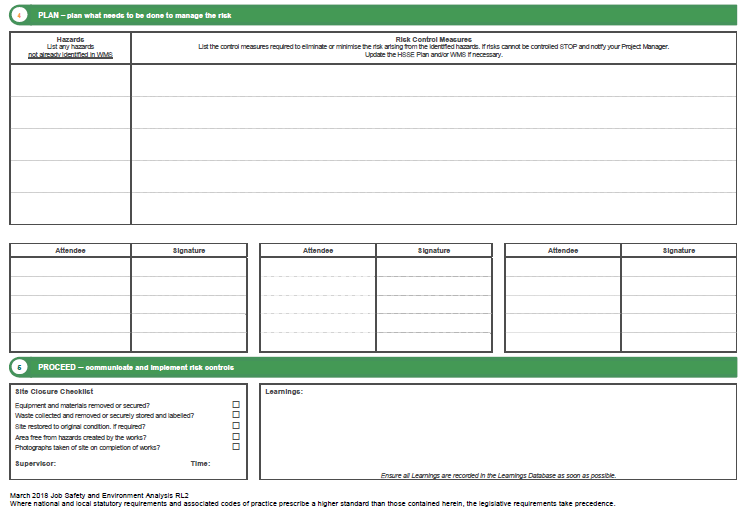 4 PLAN – plan what needs to be done to manage the risk
Hazards
List any hazards
not already identified in WMS
Risk Control Measures
List the control measures required to eliminate or minimise the risk arising from the identified hazards. If risks cannot be controlled STOP and notify your Project Manager.
Update the HSSE Plan and/or WMS if necessary.
Attendee Signature Attendee Signature Attendee Signature
5 PROCEED – communicate and implement risk controls
Site Closure Checklist
Equipment and materials removed or secured?
Waste collected and removed or securely stored and labelled?
Site restored to original condition. if required?
Area free from hazards created by the works?
Photographs taken of site on completion of works?
Supervisor: Time:
Learnings:
Ensure all Learnings are recorded in the Learnings Database as soon as possible.
March 2018 Job Safety and Environment Analysis RL2
Where national and local statutory requirements and associated codes of practice prescribe a higher standard than those contained herein, the legislative requirements take precedence.